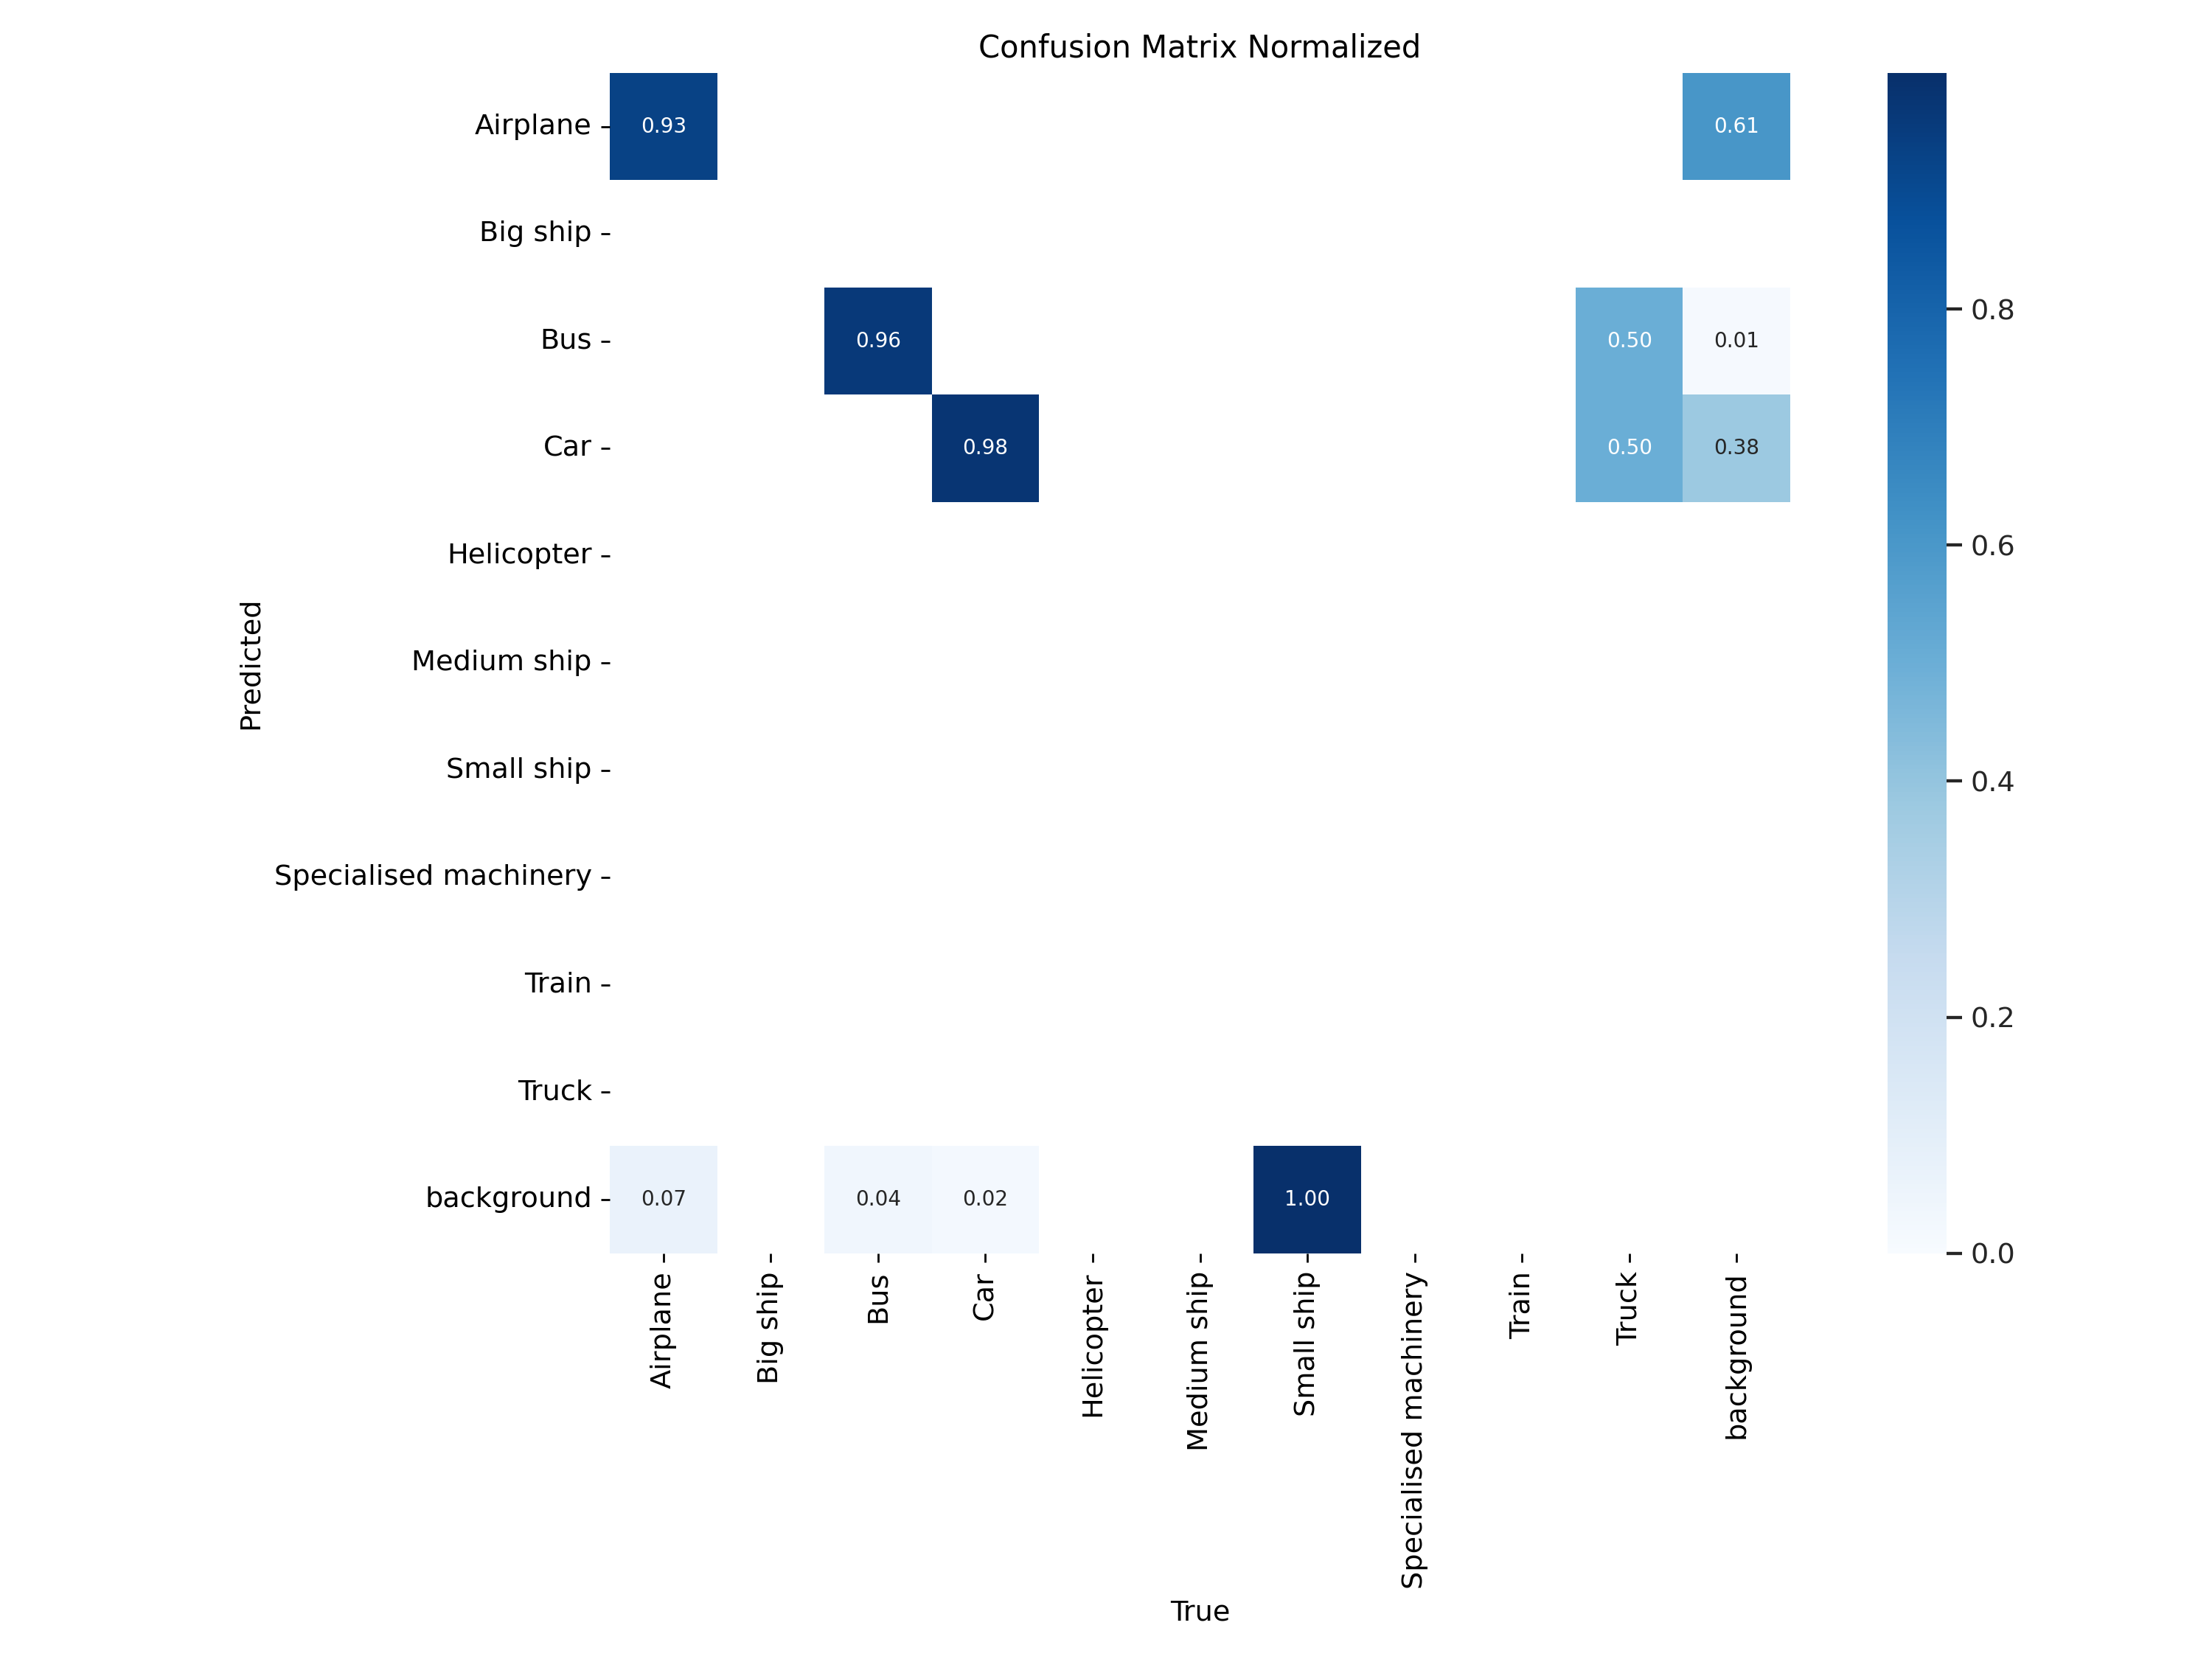 Confusion Matrix Normalized
Airplane
0.93
0.61
Big ship
Bus
0.96
0.50
0.01
0.8
Car
0.98
0.50
0.38
Helicopter
0.6
Predicted
Medium ship
Small ship
0.4
Specialised machinery
Train
0.2
Truck
background
0.07
0.04
0.02
1.00
0.0
Airplane
Big ship
Bus
Car
Helicopter
Medium ship
Small ship
Specialised machinery
Train
Truck
background
True